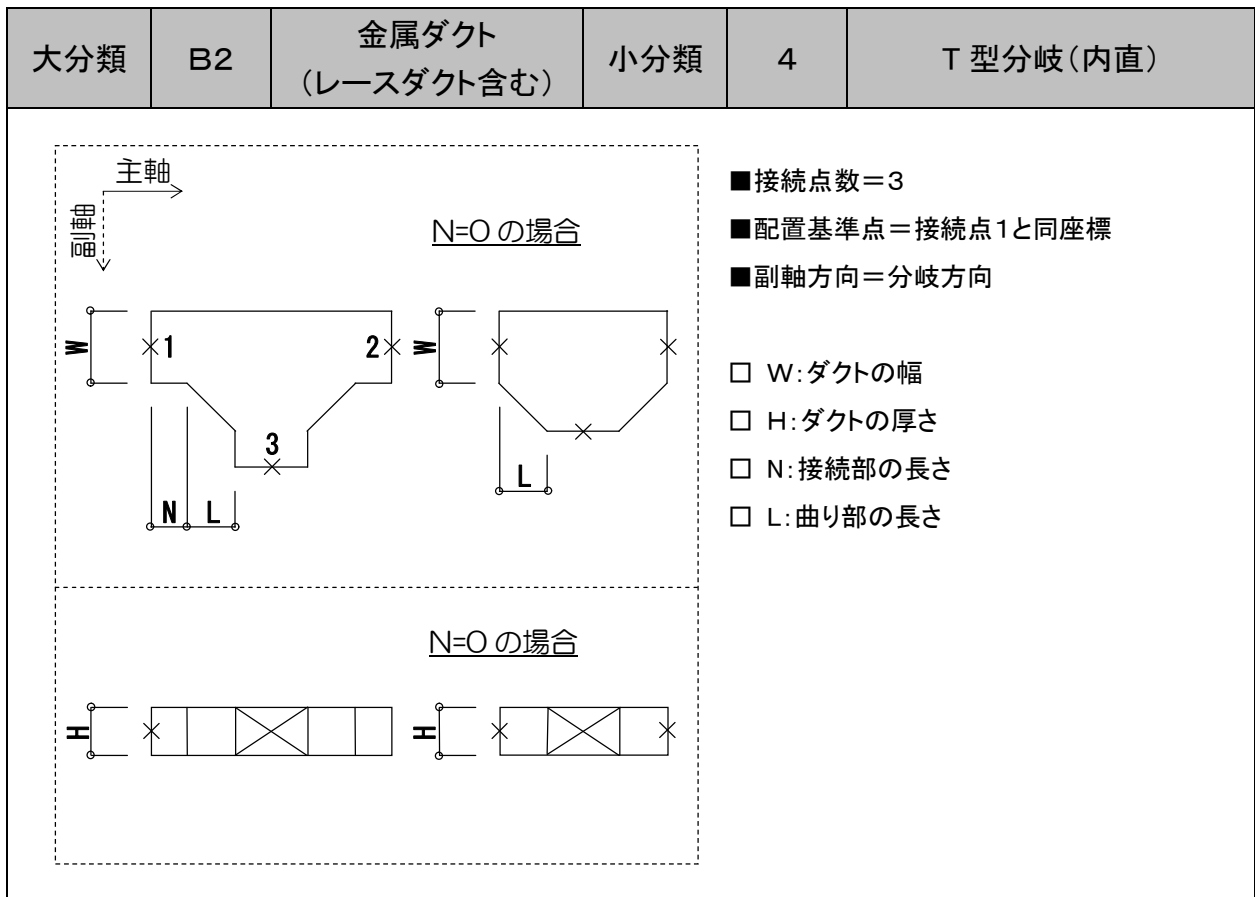 大分類
B2
金属ダクト
(レースダクト含む)
小分類
4
T型分岐(内直)
主軸
副軸
N=0 の場合
W
1
2
W
3
N
L
L
■接続点数=3
■配置基準点=接続点1と同座標
■副軸方向=分岐方向
□ W:ダクトの幅
□ H:ダクトの厚さ
□ N:接続部の長さ
□ L:曲り部の長さ
N=0 の場合
H
H